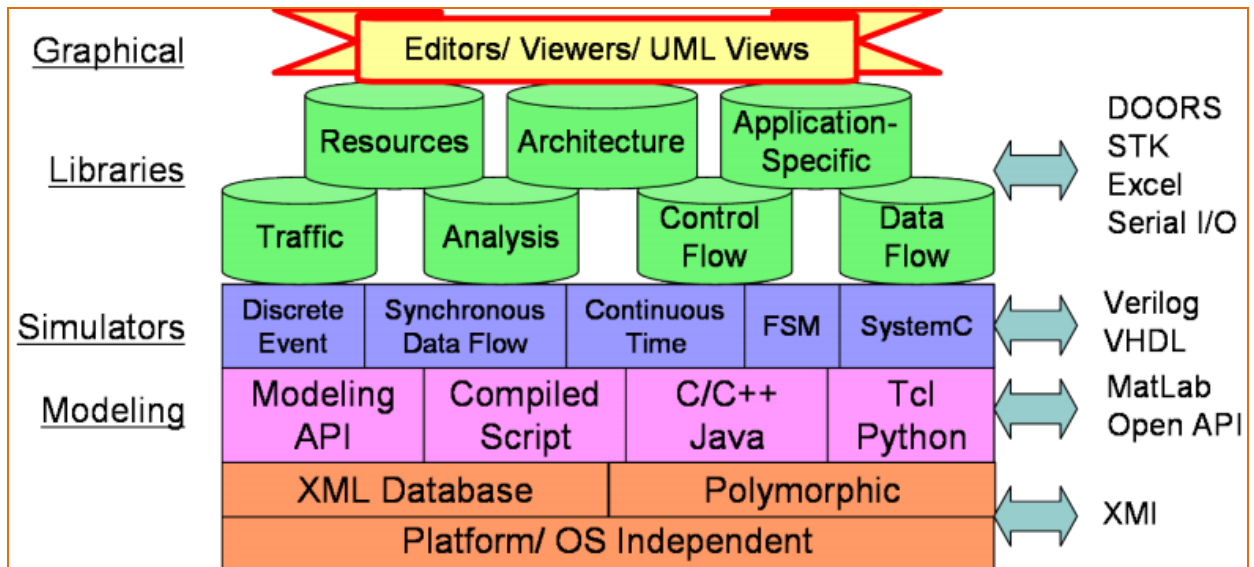 Graphical
Editors/ Viewers/ UML Views
Libraries
Resources
Architecture
Application-
Specific
Traffic
Analysis
Control
Flow
Data
Flow
DOORS
STK
Excel
Serial I/O
Simulators
Discrete
Event
Synchronous
Data Flow
Continuous
Time
FSM
SystemC
Verilog
VHDL
Modeling
Modeling
API
Compiled
Script
C/C++
Java
Tcl
Python
MatLab
Open API
XML Database
Polymorphic
Platform/ OS Independent
XMI